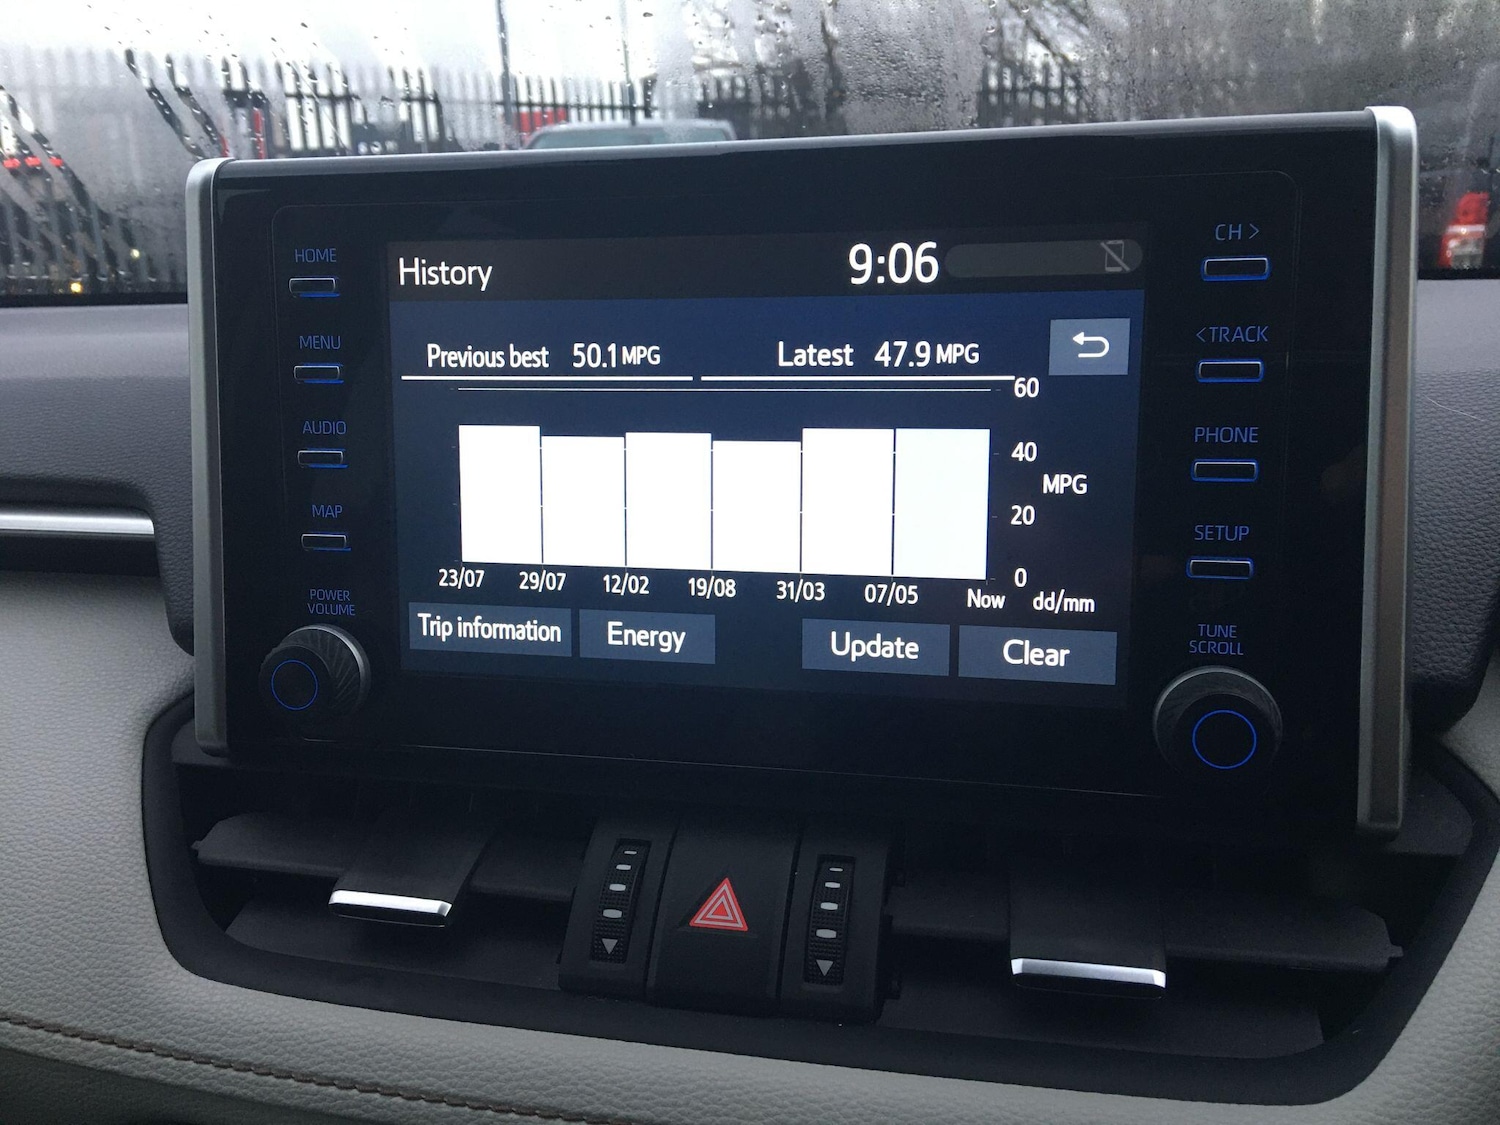 HOME
MENU
AUDIO
MAP
POWER
VOLUME
History
9:06
Previous best 50.1 MPG
Latest 47.9 MPG
60
40
MPG
20
0
23/07 29/07 12/02 19/08 31/03 07/05 Now dd/mm
Trip information
Energy
Update
Clear
CH >
< TRACK
PHONE
SETUP
TUNE
SCROLL